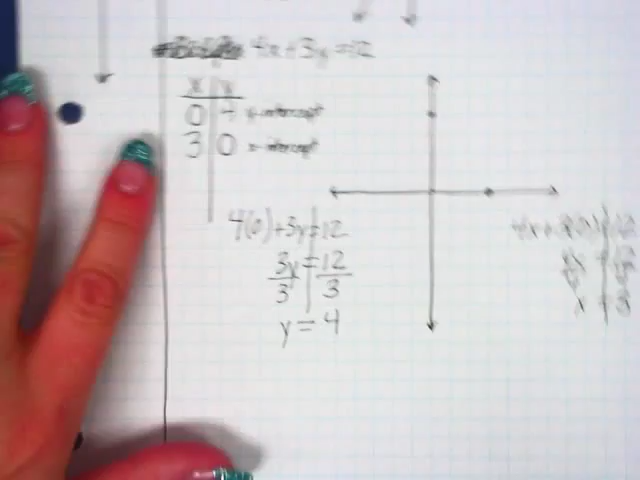 4x+3y=12
x y
0 4 y-intercept
3 0 x-intercept
4(0)+3y=12
3y=12
3 3
y=4
4x+3(0)=12
x = 3